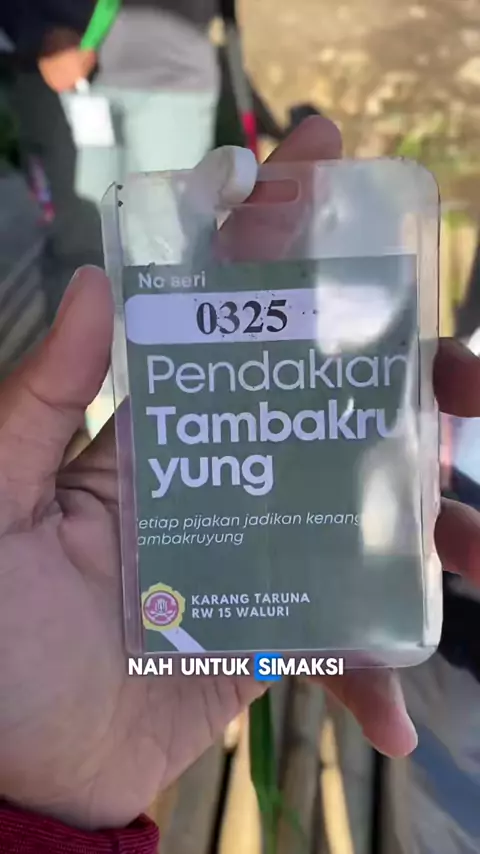 No seri
0325
Pendakian
Tambakru
yung
etiap pijakan jadikan kenang
ambakruyung
KARANG TARUNA
RW 15 WALURI
NAH UNTUK SIMAKSI